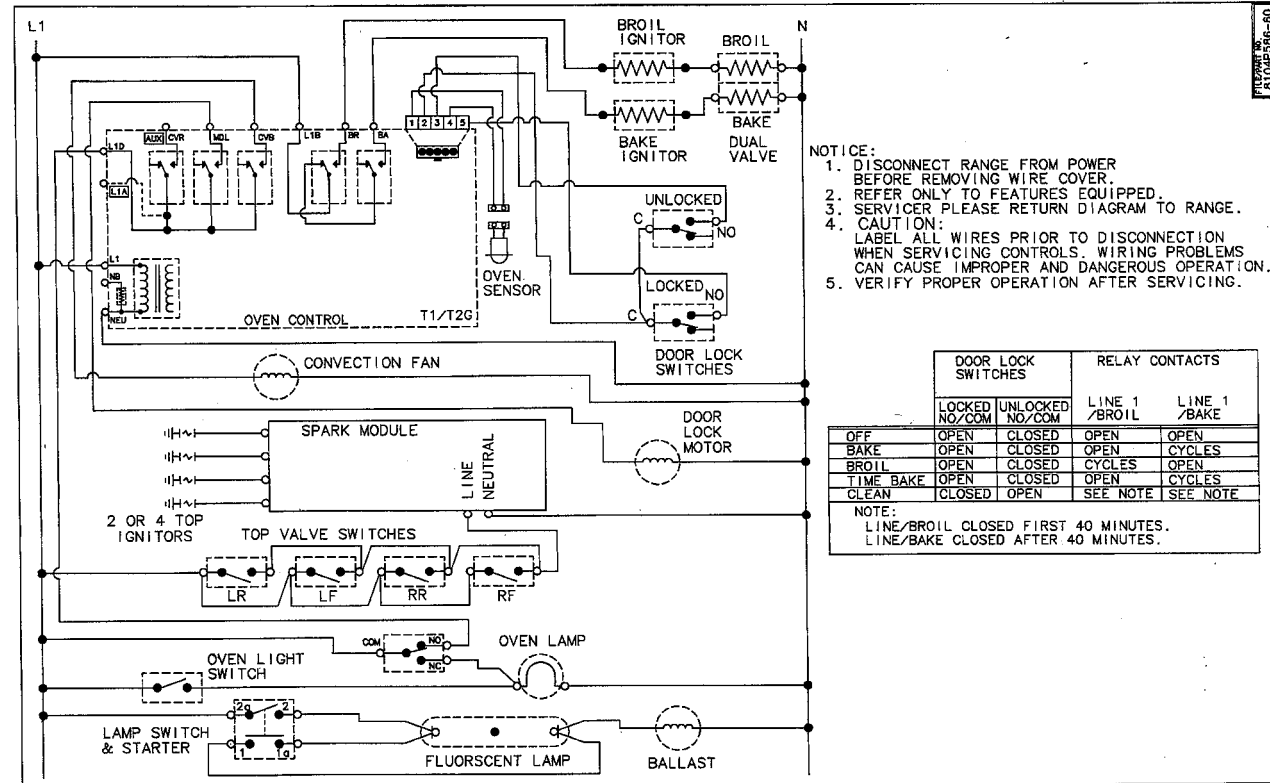 L1
BROIL
IGNITOR
BROIL
N
FILE/PART NO.
8104P586-60
AUX
CVR
MDL
CVB
L1B
BR
BA
1 2 3 4 5
L1D
L1A
BAKE
IGNITOR
BAKE
DUAL
VALVE
L1
NB
NEU
OVEN CONTROL
T1/T2G
OVEN
SENSOR
UNLOCKED
C
NO
LOCKED
NO
C
DOOR LOCK
SWITCHES
NOTICE:
1. DISCONNECT RANGE FROM POWER
BEFORE REMOVING WIRE COVER.
2. REFER ONLY TO FEATURES EQUIPPED.
3. SERVICER PLEASE RETURN DIAGRAM TO RANGE.
4. CAUTION:
LABEL ALL WIRES PRIOR TO DISCONNECTION
WHEN SERVICING CONTROLS. WIRING PROBLEMS
CAN CAUSE IMPROPER AND DANGEROUS OPERATION.
5. VERIFY PROPER OPERATION AFTER SERVICING.
CONVECTION FAN
SPARK MODULE
LINE
NEUTRAL
DOOR
LOCK
MOTOR
2 OR 4 TOP
IGNITORS
TOP VALVE SWITCHES
LR
LF
RR
RF
DOOR LOCK
SWITCHES
RELAY CONTACTS
LOCKED
NO/COM
UNLOCKED
NO/COM
LINE 1
/BROIL
LINE 1
/BAKE
OFF OPEN CLOSED OPEN OPEN
BAKE OPEN CLOSED OPEN CYCLES
BROIL OPEN CLOSED CYCLES OPEN
TIME BAKE OPEN CLOSED OPEN CYCLES
CLEAN CLOSED OPEN SEE NOTE SEE NOTE
NOTE:
LINE/BROIL CLOSED FIRST 40 MINUTES.
LINE/BAKE CLOSED AFTER 40 MINUTES.
COM
NO
NC
OVEN LAMP
OVEN LIGHT
SWITCH
2a
2
1
1a
LAMP SWITCH
& STARTER
FLUORSCENT LAMP
BALLAST